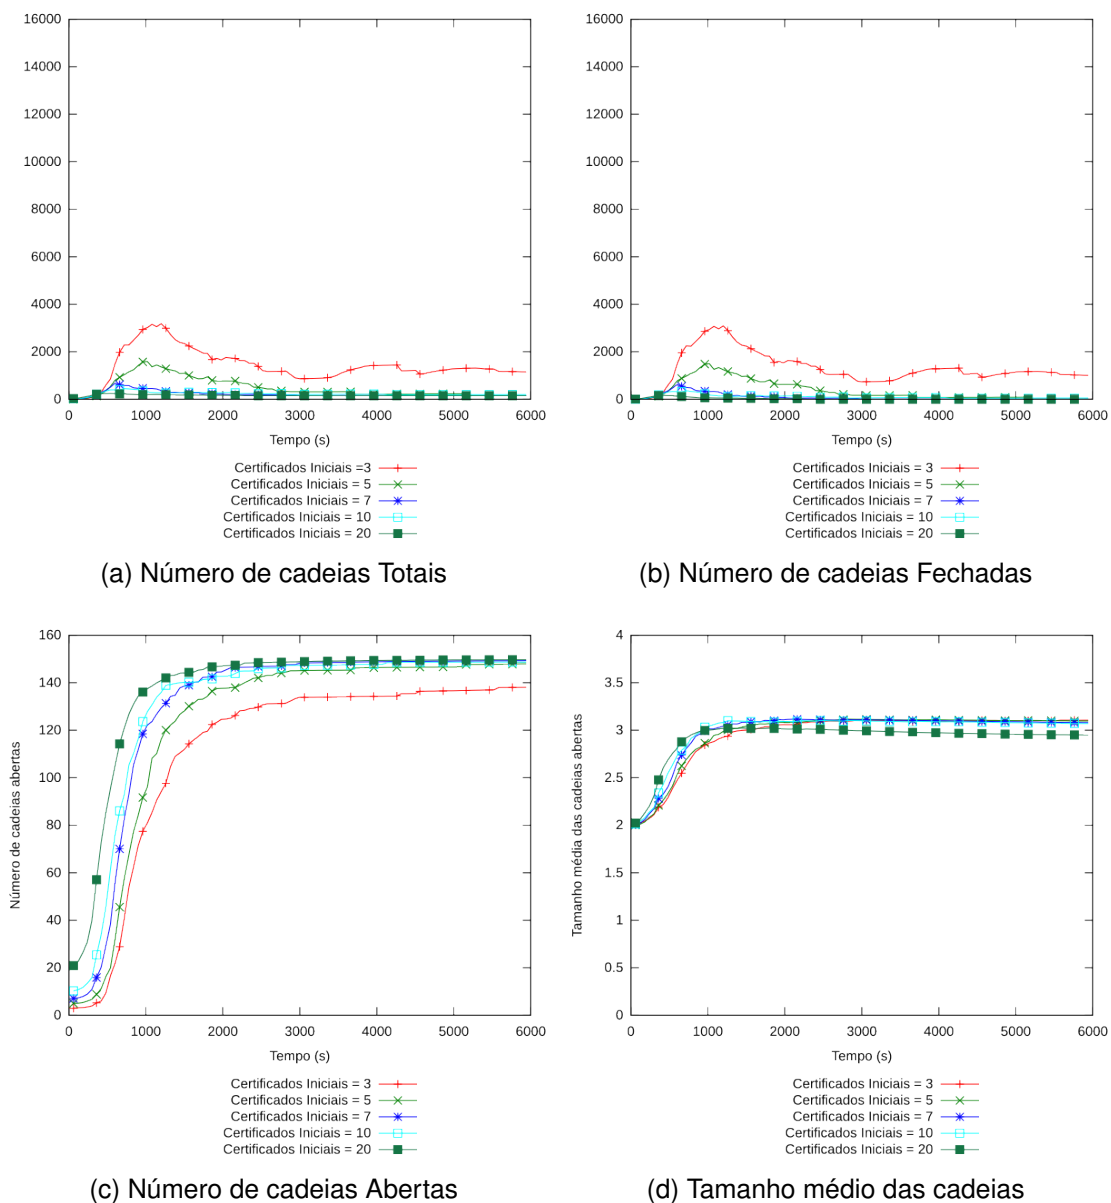 16000
14000
12000
10000
8000
6000
4000
2000
0
0 1000 2000 3000 4000 5000 6000
Tempo (s)
Certificados Iniciais =3
Certificados Iniciais = 5
Certificados Iniciais = 7
Certificados Iniciais = 10
Certificados Iniciais = 20
(a) Número de cadeias Totais
16000
14000
12000
10000
8000
6000
4000
2000
0
0 1000 2000 3000 4000 5000 6000
Tempo (s)
Certificados Iniciais = 3
Certificados Iniciais = 5
Certificados Iniciais = 7
Certificados Iniciais = 10
Certificados Iniciais = 20
(b) Número de cadeias Fechadas
Número de cadeias abertas
160
140
120
100
80
60
40
20
0
0 1000 2000 3000 4000 5000 6000
Tempo (s)
Certificados Iniciais = 3
Certificados Iniciais = 5
Certificados Iniciais = 7
Certificados Iniciais = 10
Certificados Iniciais = 20
(c) Número de cadeias Abertas
Tamanho média das cadeias abertas
4
3.5
3
2.5
2
1.5
1
0.5
0
0 1000 2000 3000 4000 5000 6000
Tempo (s)
Certificados Iniciais = 3
Certificados Iniciais = 5
Certificados Iniciais = 7
Certificados Iniciais = 10
Certificados Iniciais = 20
(d) Tamanho médio das cadeias